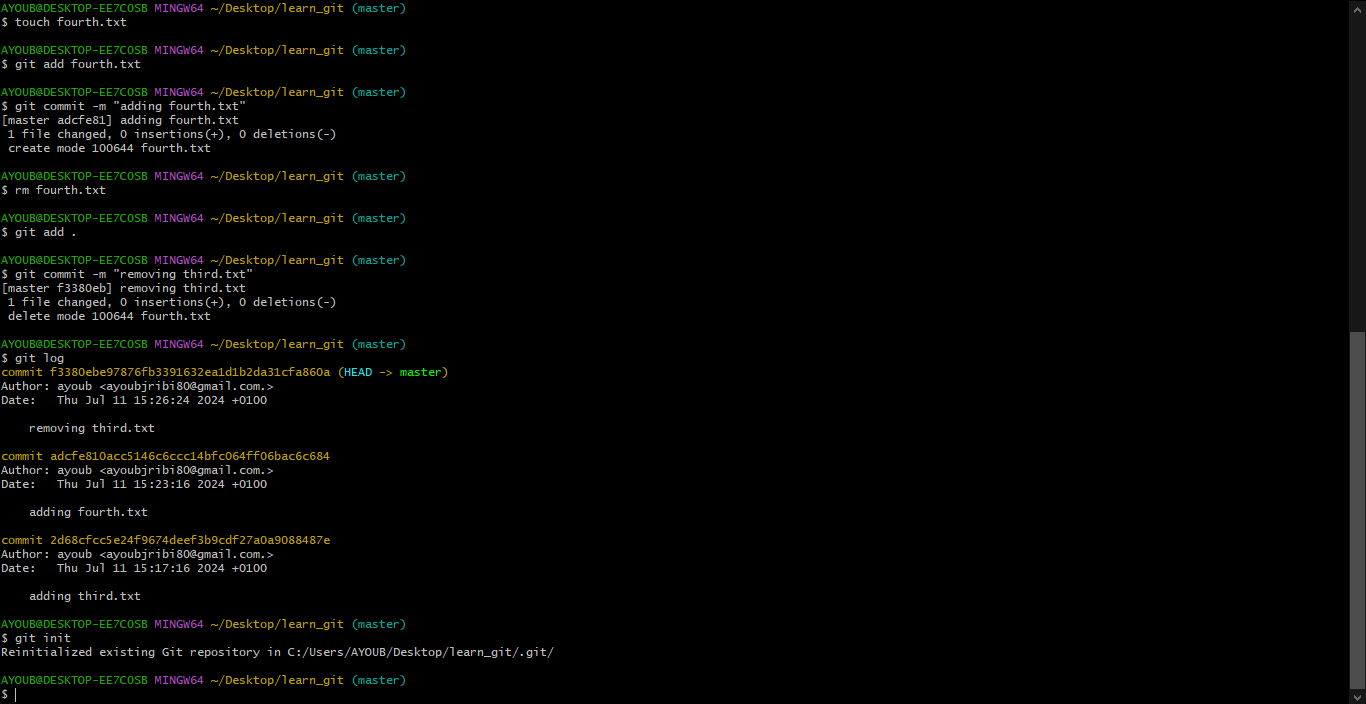 AYOUB@DESKTOP-EE7COSB MINGW64 ~/Desktop/learn_git (master)
$ touch fourth.txt
AYOUB@DESKTOP-EE7COSB MINGW64 ~/Desktop/learn_git (master)
$ git add fourth.txt
AYOUB@DESKTOP-EE7COSB MINGW64 ~/Desktop/learn_git (master)
$ git commit -m "adding fourth.txt"
[master adcfe81] adding fourth.txt
 1 file changed, 0 insertions(+), 0 deletions(-)
 create mode 100644 fourth.txt
AYOUB@DESKTOP-EE7COSB MINGW64 ~/Desktop/learn_git (master)
$ rm fourth.txt
AYOUB@DESKTOP-EE7COSB MINGW64 ~/Desktop/learn_git (master)
$ git add .
AYOUB@DESKTOP-EE7COSB MINGW64 ~/Desktop/learn_git (master)
$ git commit -m "removing third.txt"
[master f3380eb] removing third.txt
 1 file changed, 0 insertions(+), 0 deletions(-)
 delete mode 100644 fourth.txt
AYOUB@DESKTOP-EE7COSB MINGW64 ~/Desktop/learn_git (master)
$ git log
commit f3380ebe97876fb3391632ea1d1b2da31cfa860a (HEAD -> master)
Author: ayoub <ayoubjribi80@gmail.com.>
Date:   Thu Jul 11 15:26:24 2024 +0100
    removing third.txt
commit adcfe810acc5146c6ccc14bfc064ff06bac6c684
Author: ayoub <ayoubjribi80@gmail.com.>
Date:   Thu Jul 11 15:23:16 2024 +0100
    adding fourth.txt
commit 2d68cfcc5e24f9674deef3b9cdf27a0a9088487e
Author: ayoub <ayoubjribi80@gmail.com.>
Date:   Thu Jul 11 15:17:16 2024 +0100
    adding third.txt
AYOUB@DESKTOP-EE7COSB MINGW64 ~/Desktop/learn_git (master)
$ git init
Reinitialized existing Git repository in C:/Users/AYOUB/Desktop/learn_git/.git/
AYOUB@DESKTOP-EE7COSB MINGW64 ~/Desktop/learn_git (master)
$